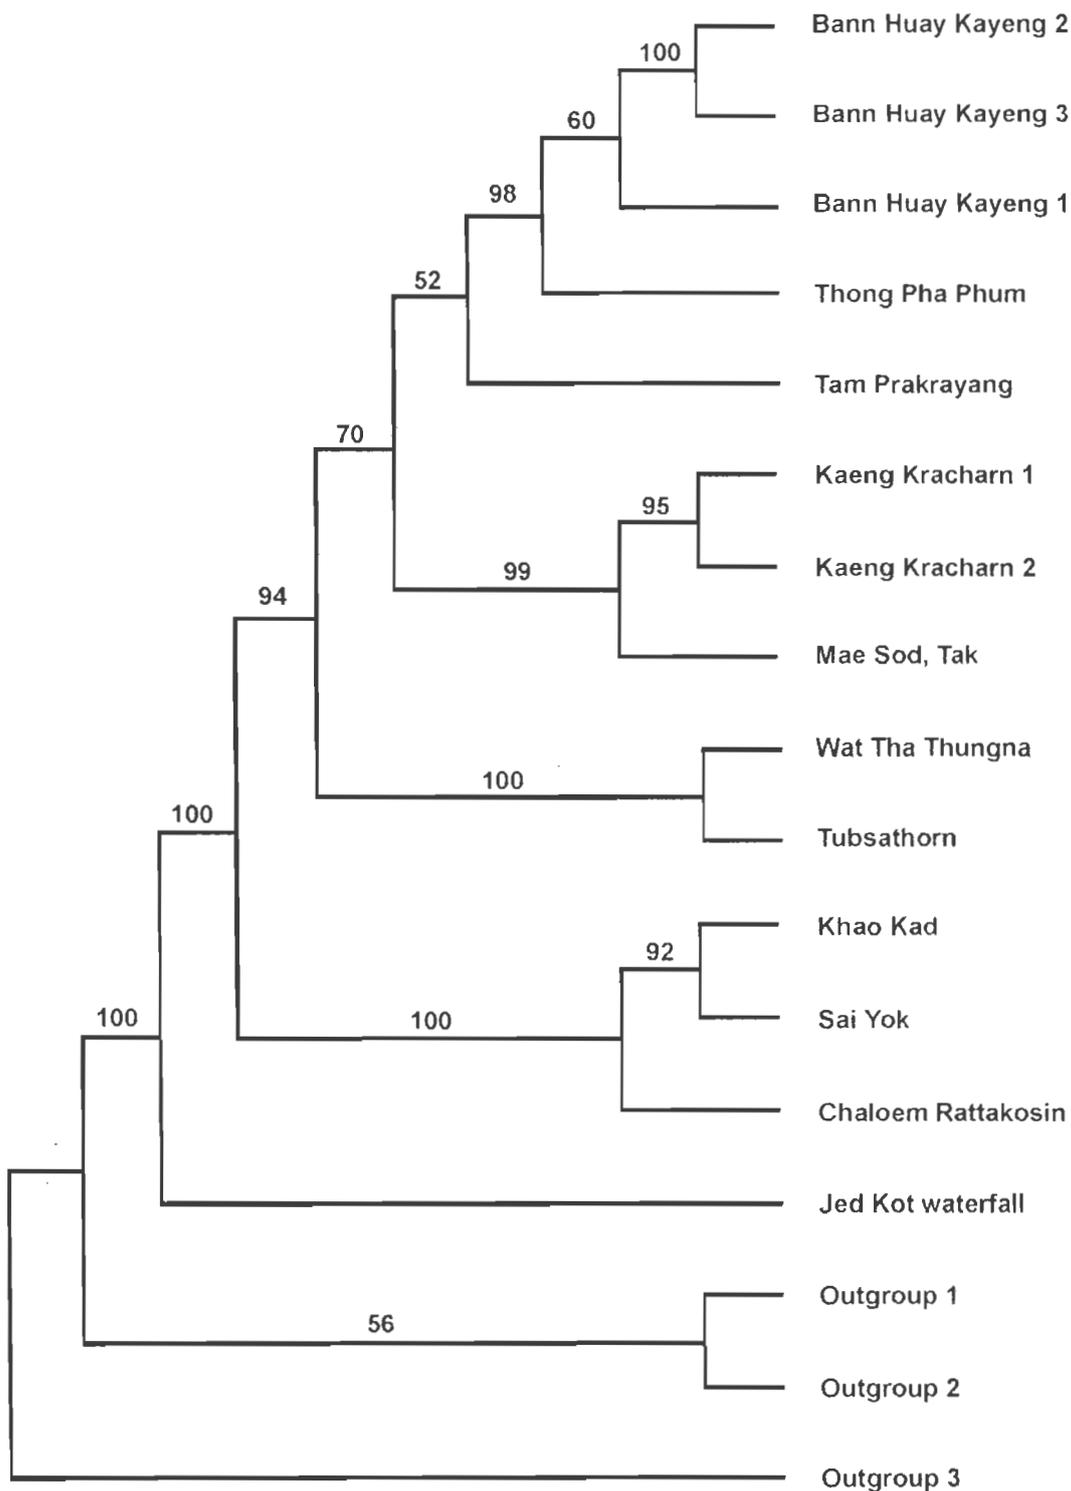 Bann Huay Kayeng 2
100
Bann Huay Kayeng 3
60
Bann Huay Kayeng 1
98
Thong Pha Phum
52
Tam Prakrayang
70
Kaeng Kracharn 1
95
Kaeng Kracharn 2
99
94
Mae Sod, Tak
Wat Tha Thungna
100
100
Tubsathorn
Khao Kad
92
100
100
Sai Yok
Chaloem Rattakosin
Jed Kot waterfall
Outgroup 1
56
Outgroup 2
Outgroup 3